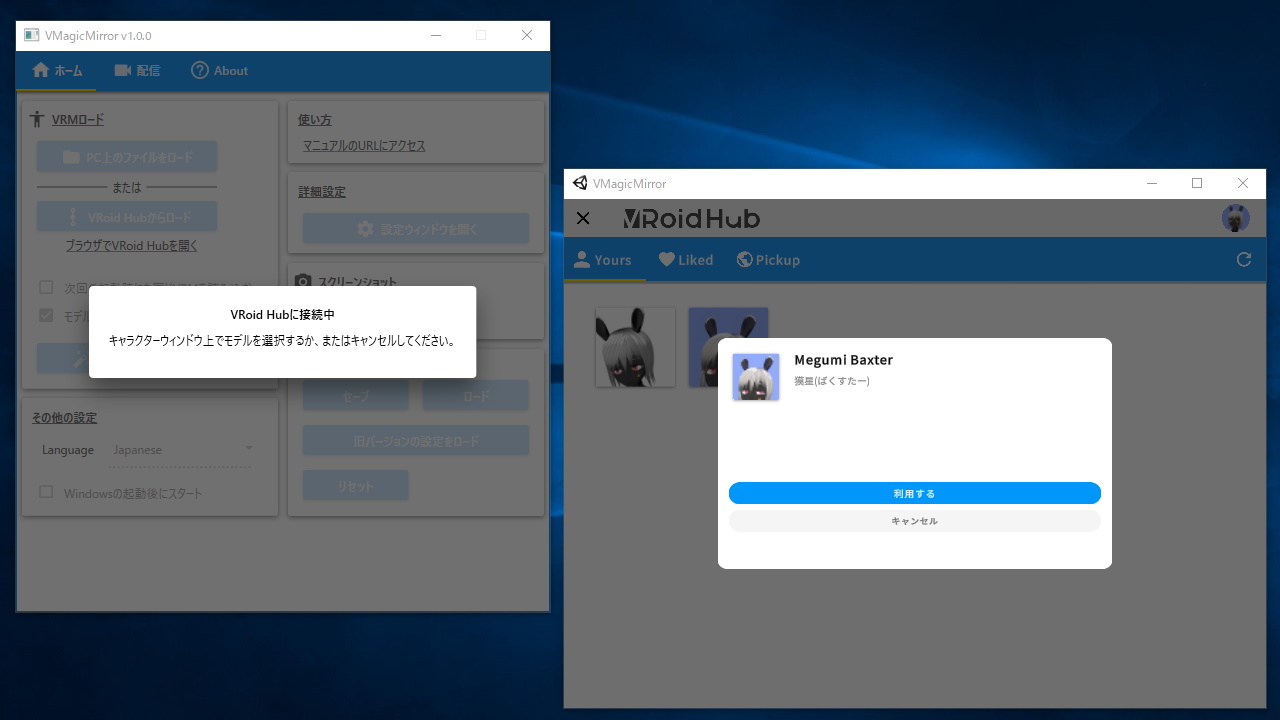 VMagicMirror v1.0.0
ホーム
配信
About
VRMロード
PC上のファイルをロード
または
VRoid Hubからロード
ブラウザでVRoid Hubを開く
モデル
その他の設定
Language
Japanese
Windowsの起動後にスタート
使い方
マニュアルのURLにアクセス
詳細設定
設定ウィンドウを開く
スクリーンショット
セーブ
ロード
旧バージョンの設定をロード
リセット
VRoid Hubに接続中
キャラクターウィンドウ上でモデルを選択するか、またはキャンセルしてください。
VMagicMirror
VRoid Hub
Yours
Liked
Pickup
Megumi Baxter
獏星(ばくすたー)
利用する
キャンセル